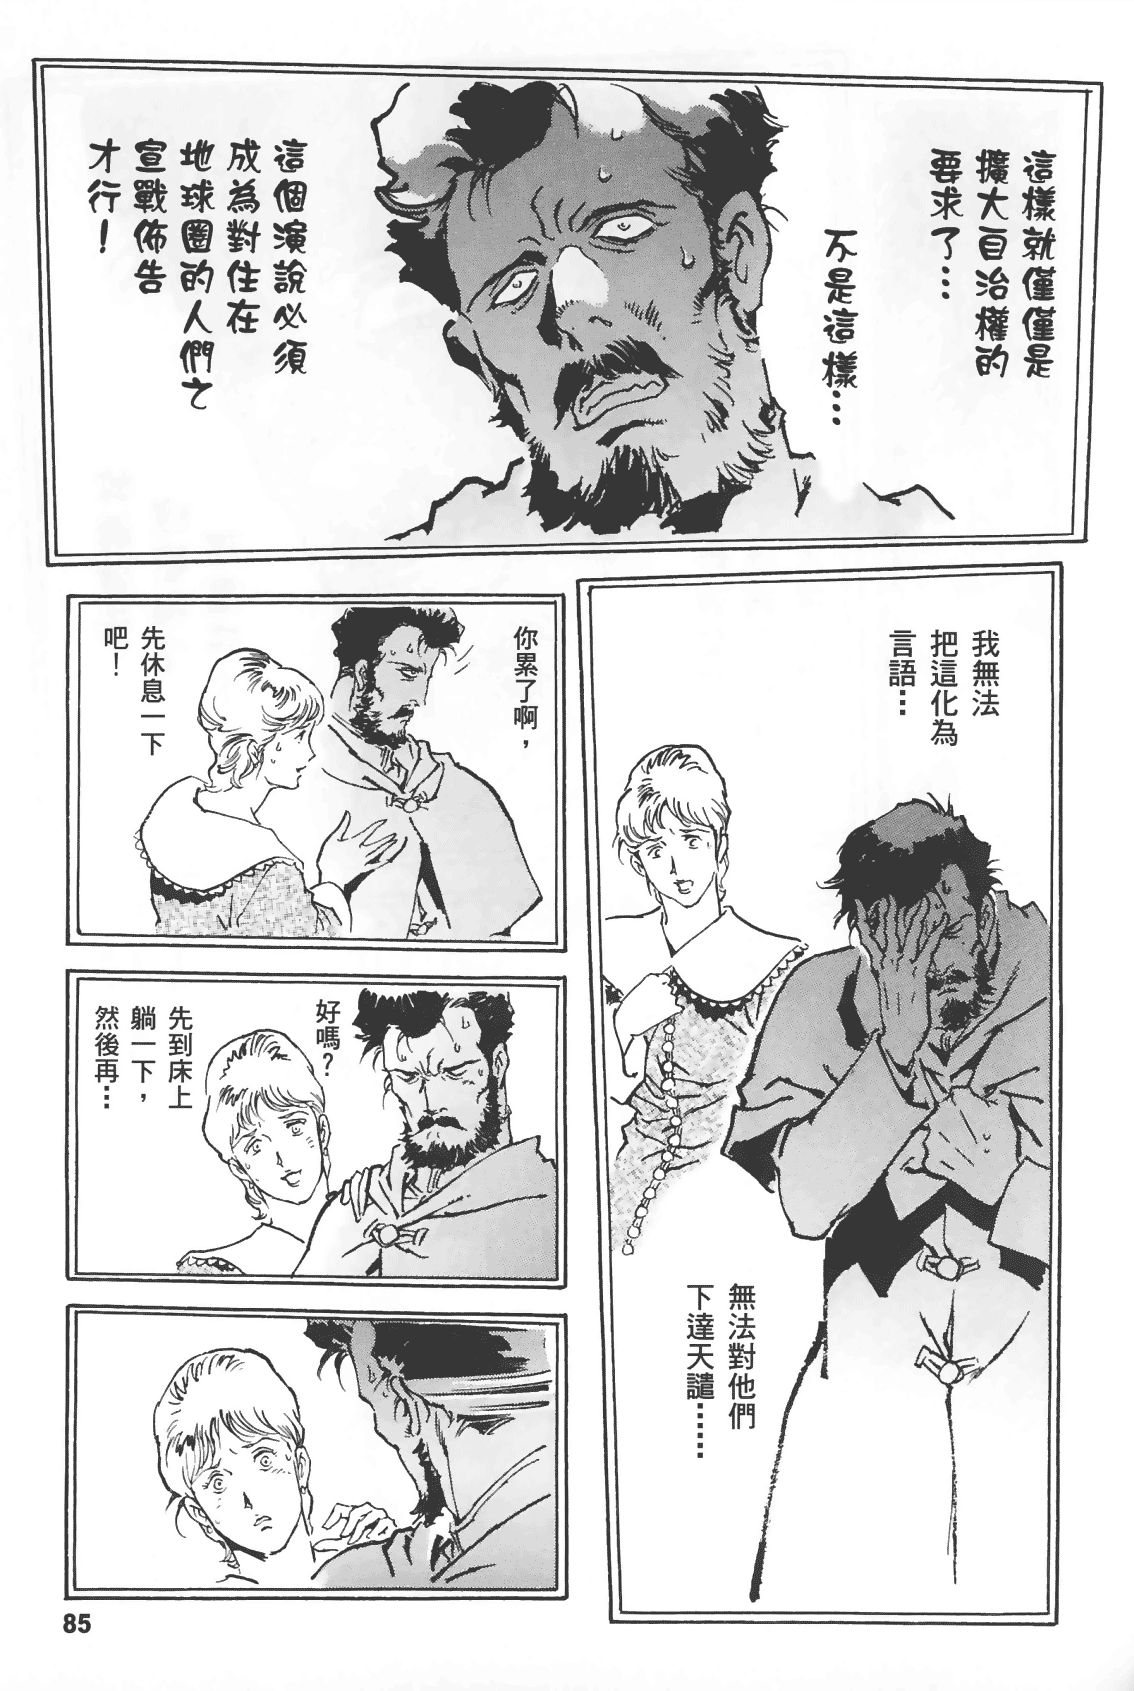 這樣就僅僅是
擴大自治權的
要求了…
不是這樣…
這個演說必須
成為對住在
地球圈的人們之
宣戰佈告
才行！
我無法
把這化為
言語…
無法對他們
下達天譴……
你累了啊，
先休息一下
吧！
好嗎？
先到床上
躺一下，
然後再…
85